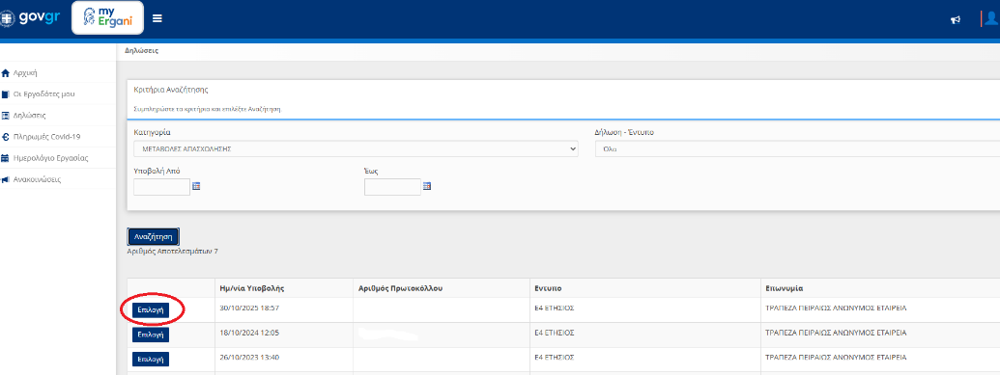 govgr my Ergani
Δηλώσεις
Αρχική
Οι Εργοδότες μου
Δηλώσεις
Πληρωμές Covid-19
Ημερολόγιο Εργασίας
Ανακοινώσεις
Κριτήρια Αναζήτησης
Συμπληρώστε τα κριτήρια και επιλέξτε Αναζήτηση
Κατηγορία Δήλωση - Έντυπο
ΜΕΤΑΒΟΛΕΣ ΑΠΑΣΧΟΛΗΣΗΣ Όλα
Υποβολή Από Έως
Αναζήτηση
Αριθμός Αποτελεσμάτων 7
Ημ/νία Υποβολής Αριθμός Πρωτοκόλλου Εντυπο Επωνυμία
Επιλογή 30/10/2025 18:57 Ε4 ΕΤΗΣΙΟΣ ΤΡΑΠΕΖΑ ΠΕΙΡΑΙΩΣ ΑΝΩΝΥΜΟΣ ΕΤΑΙΡΕΙΑ
Επιλογή 18/10/2024 12:05 Ε4 ΕΤΗΣΙΟΣ ΤΡΑΠΕΖΑ ΠΕΙΡΑΙΩΣ ΑΝΩΝΥΜΟΣ ΕΤΑΙΡΕΙΑ
Επιλογή 26/10/2023 13:40 Ε4 ΕΤΗΣΙΟΣ ΤΡΑΠΕΖΑ ΠΕΙΡΑΙΩΣ ΑΝΩΝΥΜΟΣ ΕΤΑΙΡΕΙΑ